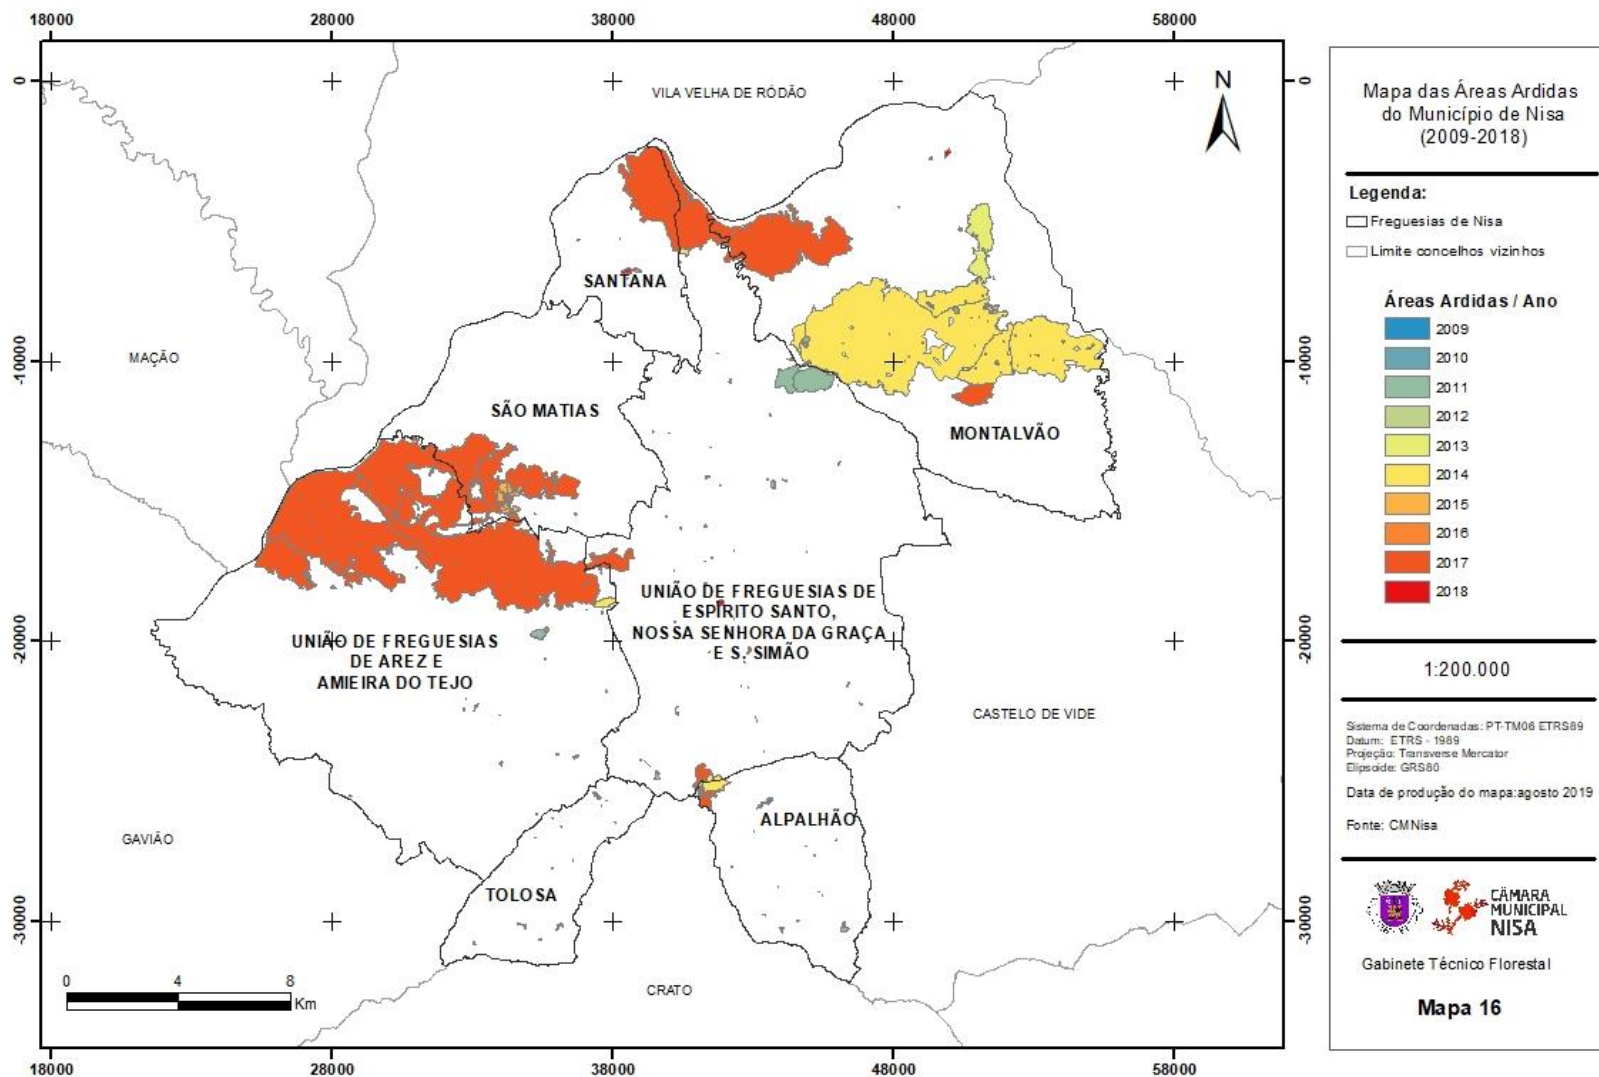 18000
28000
38000
48000
58000
0
0
N
VILA VELHA DE RÓDÃO
SANTANA
-10000
MAÇÃO
-10000
SÃO MATIAS
MONTALVÃO
UNIÃO DE FREGUESIAS DE
ESPÍRITO SANTO,
NOSSA SENHORA DA GRAÇA
E S. SIMÃO
-20000
-20000
UNIÃO DE FREGUESIAS
DE AREZ E
AMIEIRA DO TEJO
CASTELO DE VIDE
GAVIÃO
ALPALHÃO
TOLOSA
-30000
-30000
CRATO
0 4 8
Km
18000
28000
38000
48000
58000
Mapa das Áreas Ardidas
do Município de Nisa
(2009-2018)
Legenda:
Freguesias de Nisa
Limite concelhos vizinhos
Áreas Ardidas / Ano
2009
2010
2011
2012
2013
2014
2015
2016
2017
2018
1:200.000
Sistema de Coordenadas: PT-TM06 ETRS89
Datum: ETRS - 1989
Projeção: Transverse Mercator
Elipsoide: GRS80
Data de produção do mapa:agosto 2019
Fonte: CMNisa
CÂMARA
MUNICIPAL
NISA
Gabinete Técnico Florestal
Mapa 16